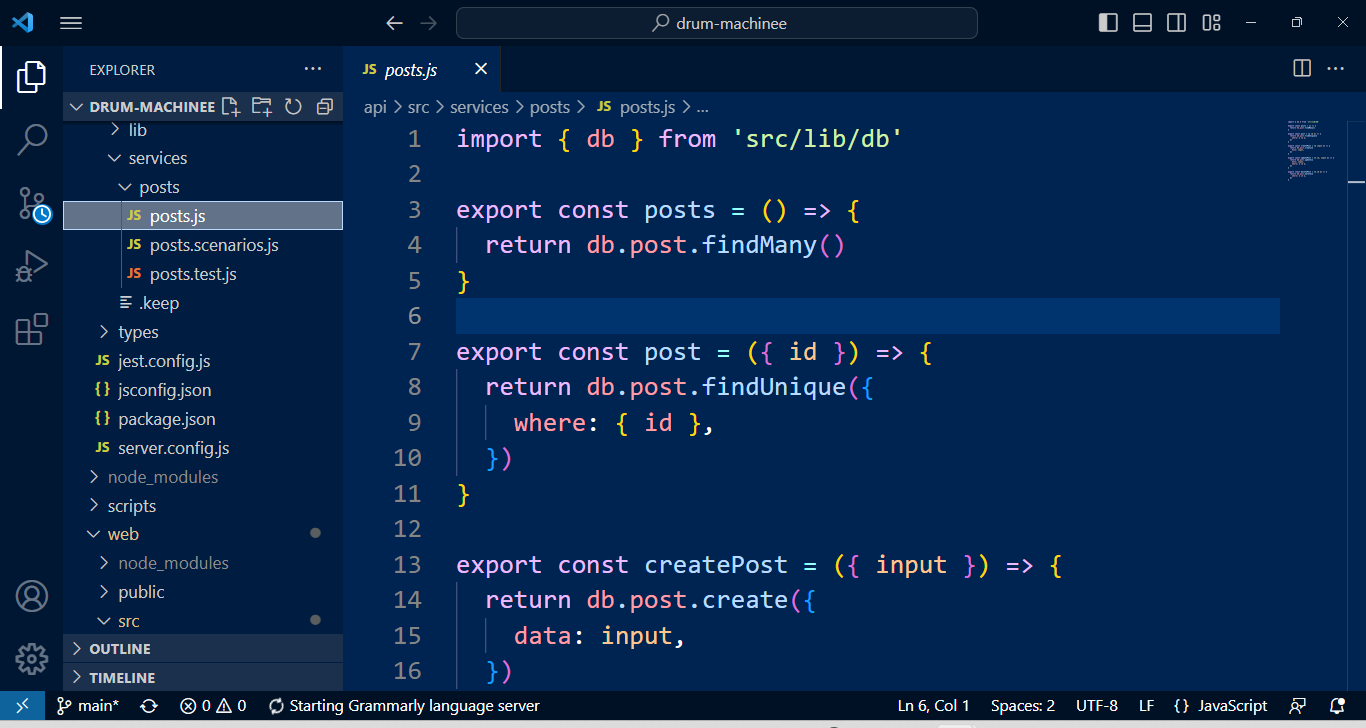 drum-machinee
EXPLORER
DRUM-MACHINEE
lib
services
posts
JS posts.js
JS posts.scenarios.js
JS posts.test.js
.keep
types
JS jest.config.js
{} jsconfig.json
{} package.json
JS server.config.js
node_modules
scripts
web
node_modules
public
src
OUTLINE
TIMELINE
JS posts.js
api > src > services > posts > JS posts.js > ...
1 import { db } from 'src/lib/db'
2
3 export const posts = () => {
4 return db.post.findMany()
5 }
6
7 export const post = ({ id }) => {
8 return db.post.findUnique({
9 where: { id },
10 })
11 }
12
13 export const createPost = ({ input }) => {
14 return db.post.create({
15 data: input,
16 })
main* 0 0 Starting Grammarly language server Ln 6, Col 1 Spaces: 2 UTF-8 LF {} JavaScript